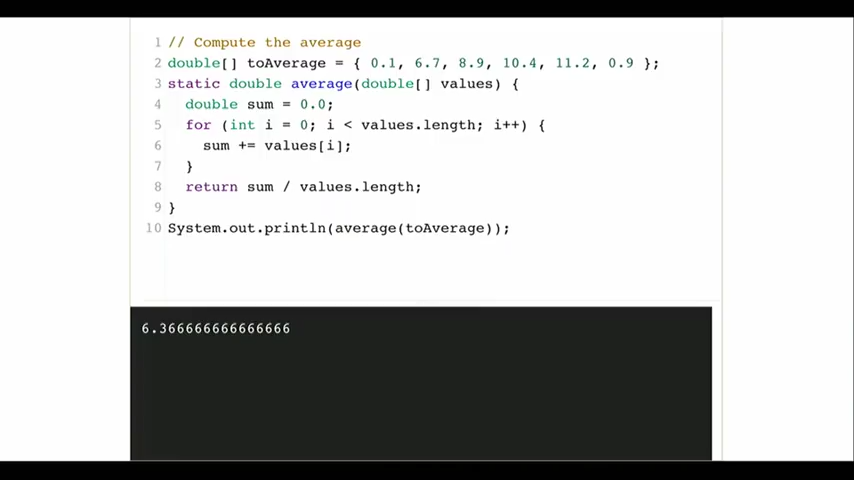 1 // Compute the average
2 double[] toAverage = { 0.1, 6.7, 8.9, 10.4, 11.2, 0.9 };
3 static double average(double[] values) {
4   double sum = 0.0;
5   for (int i = 0; i < values.length; i++) {
6     sum += values[i];
7   }
8   return sum / values.length;
9 }
10 System.out.println(average(toAverage));
6.366666666666666